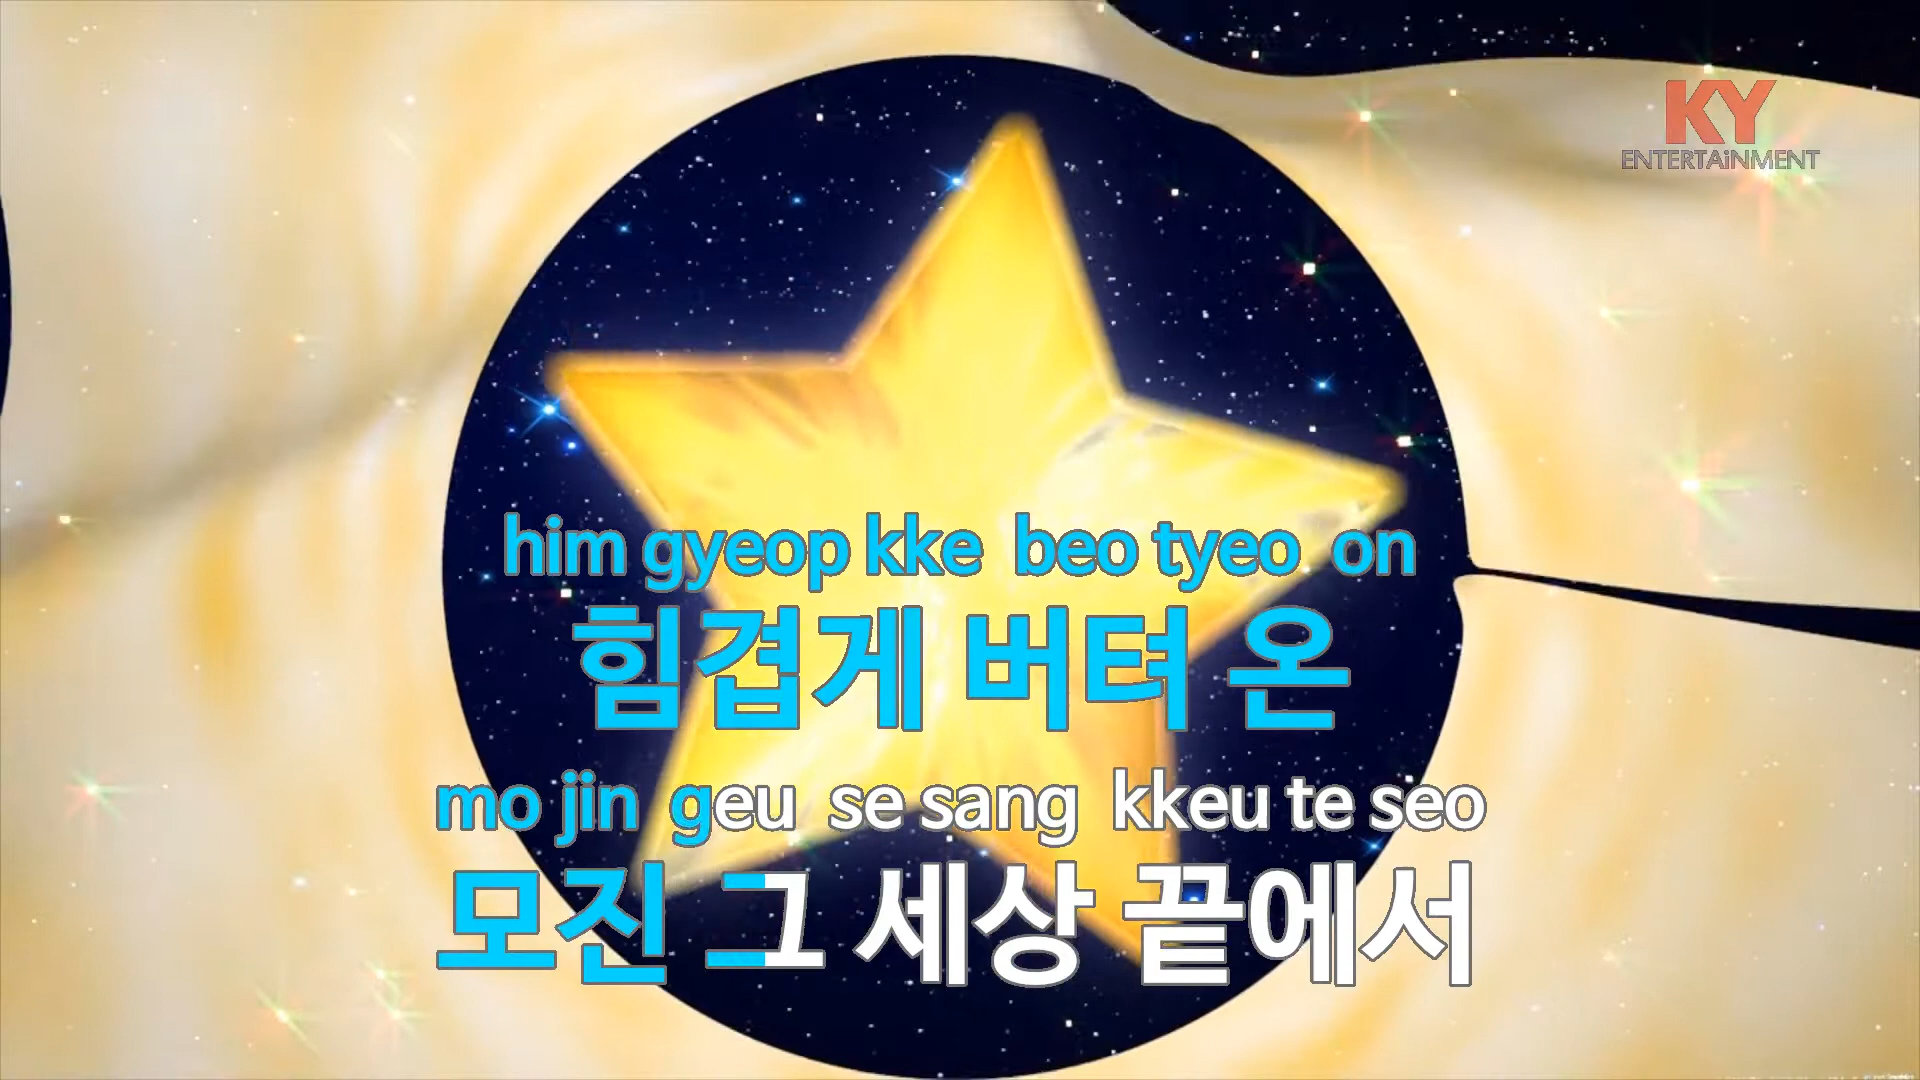 KY
ENTERTAiNMENT
him gyeop kke beo tyeo on
힘겹게 버텨 온
mo jin geu se sang kkeu te seo
모진 그 세상 끝에서